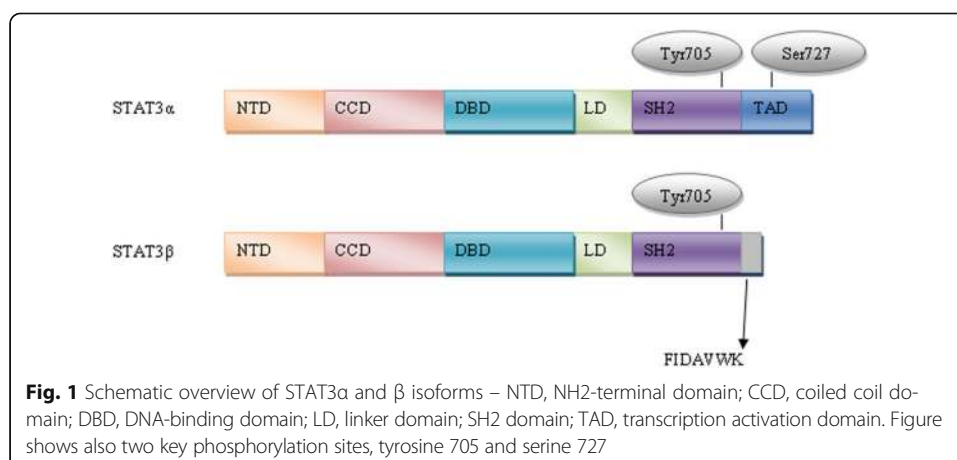 Tyr705 Ser727
STAT3α NTD CCD DBD LD SH2 TAD
Tyr705
STAT3β NTD CCD DBD LD SH2
FIDAVWK
Fig. 1 Schematic overview of STAT3α and β isoforms – NTD, NH2-terminal domain; CCD, coiled coil do-
main; DBD, DNA-binding domain; LD, linker domain; SH2 domain; TAD, transcription activation domain. Figure
shows also two key phosphorylation sites, tyrosine 705 and serine 727